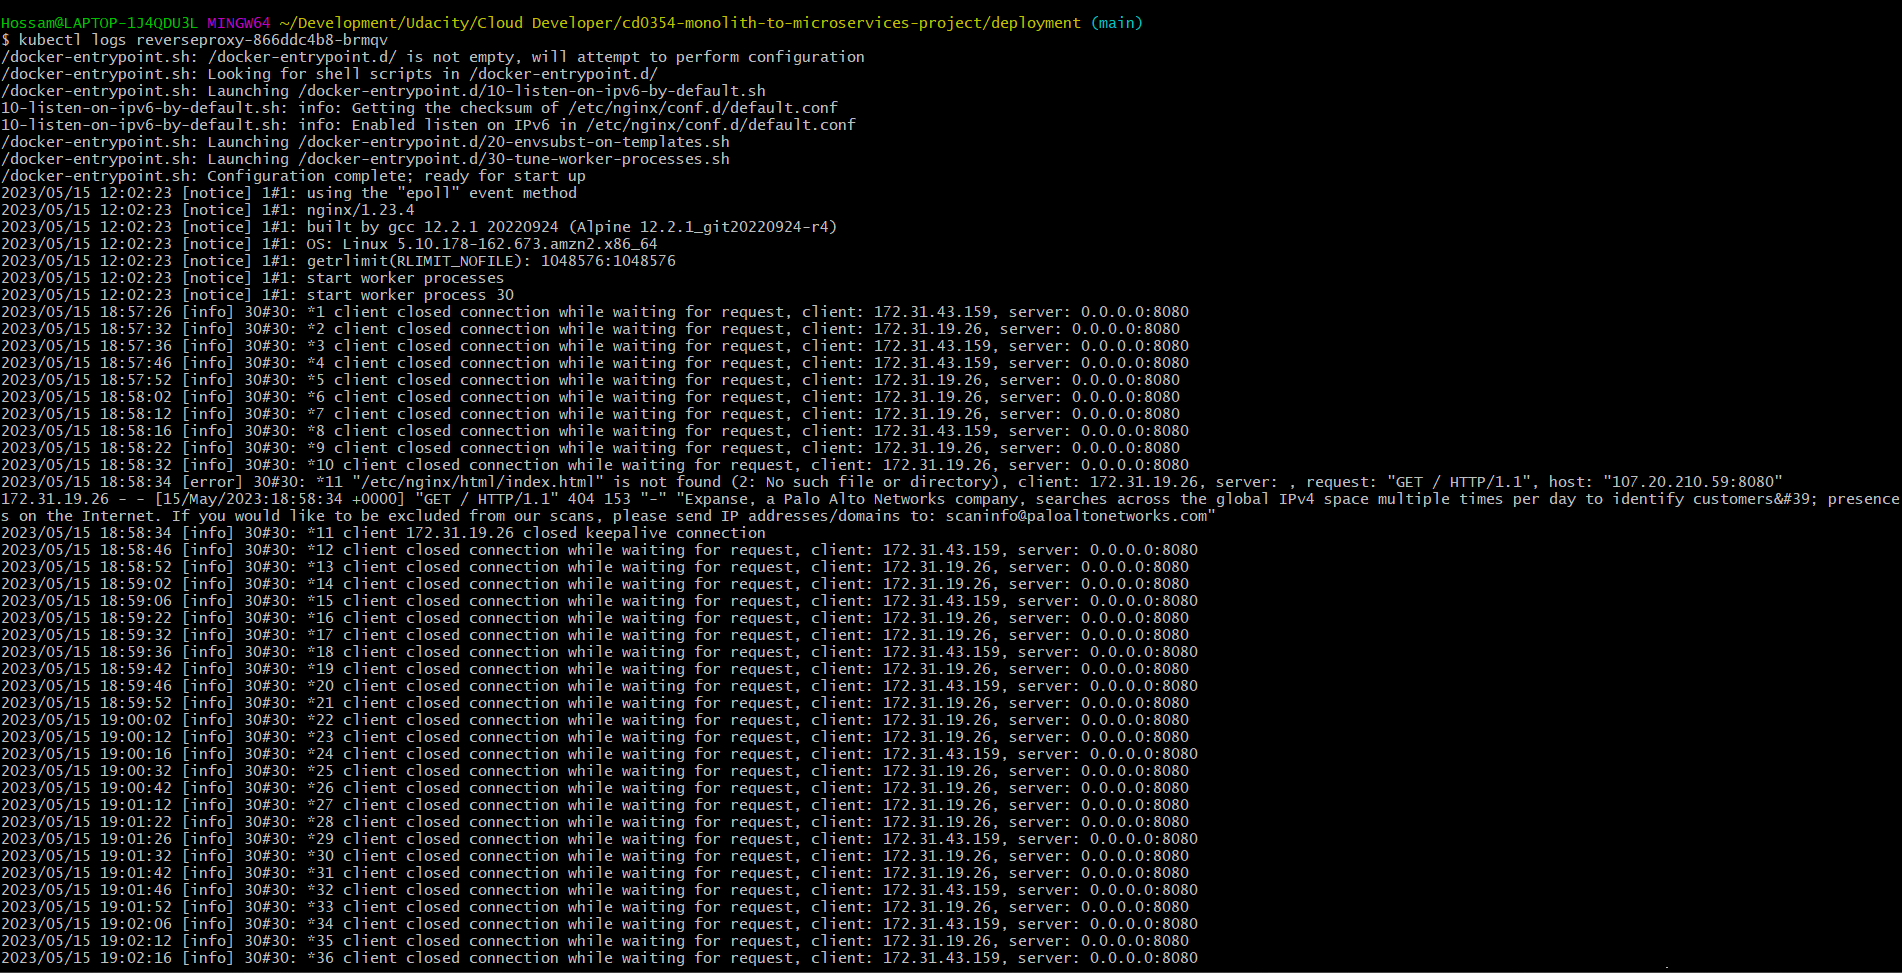 Hossam@LAPTOP-1J4QDU3L MINGW64 ~/Development/Udacity/Cloud Developer/cd0354-monolith-to-microservices-project/deployment (main)
$ kubectl logs reverseproxy-866ddc4b8-brmqv
/docker-entrypoint.sh: /docker-entrypoint.d/ is not empty, will attempt to perform configuration
/docker-entrypoint.sh: Looking for shell scripts in /docker-entrypoint.d/
/docker-entrypoint.sh: Launching /docker-entrypoint.d/10-listen-on-ipv6-by-default.sh
10-listen-on-ipv6-by-default.sh: info: Getting the checksum of /etc/nginx/conf.d/default.conf
10-listen-on-ipv6-by-default.sh: info: Enabled listen on IPv6 in /etc/nginx/conf.d/default.conf
/docker-entrypoint.sh: Launching /docker-entrypoint.d/20-envsubst-on-templates.sh
/docker-entrypoint.sh: Launching /docker-entrypoint.d/30-tune-worker-processes.sh
/docker-entrypoint.sh: Configuration complete; ready for start up
2023/05/15 12:02:23 [notice] 1#1: using the "epoll" event method
2023/05/15 12:02:23 [notice] 1#1: nginx/1.23.4
2023/05/15 12:02:23 [notice] 1#1: built by gcc 12.2.1 20220924 (Alpine 12.2.1_git20220924-r4)
2023/05/15 12:02:23 [notice] 1#1: OS: Linux 5.10.178-162.673.amzn2.x86_64
2023/05/15 12:02:23 [notice] 1#1: getrlimit(RLIMIT_NOFILE): 1048576:1048576
2023/05/15 12:02:23 [notice] 1#1: start worker processes
2023/05/15 12:02:23 [notice] 1#1: start worker process 30
2023/05/15 18:57:26 [info] 30#30: *1 client closed connection while waiting for request, client: 172.31.43.159, server: 0.0.0.0:8080
2023/05/15 18:57:32 [info] 30#30: *2 client closed connection while waiting for request, client: 172.31.19.26, server: 0.0.0.0:8080
2023/05/15 18:57:36 [info] 30#30: *3 client closed connection while waiting for request, client: 172.31.43.159, server: 0.0.0.0:8080
2023/05/15 18:57:46 [info] 30#30: *4 client closed connection while waiting for request, client: 172.31.43.159, server: 0.0.0.0:8080
2023/05/15 18:57:52 [info] 30#30: *5 client closed connection while waiting for request, client: 172.31.19.26, server: 0.0.0.0:8080
2023/05/15 18:58:02 [info] 30#30: *6 client closed connection while waiting for request, client: 172.31.19.26, server: 0.0.0.0:8080
2023/05/15 18:58:12 [info] 30#30: *7 client closed connection while waiting for request, client: 172.31.19.26, server: 0.0.0.0:8080
2023/05/15 18:58:16 [info] 30#30: *8 client closed connection while waiting for request, client: 172.31.43.159, server: 0.0.0.0:8080
2023/05/15 18:58:22 [info] 30#30: *9 client closed connection while waiting for request, client: 172.31.19.26, server: 0.0.0.0:8080
2023/05/15 18:58:32 [info] 30#30: *10 client closed connection while waiting for request, client: 172.31.19.26, server: 0.0.0.0:8080
2023/05/15 18:58:34 [error] 30#30: *11 "/etc/nginx/html/index.html" is not found (2: No such file or directory), client: 172.31.19.26, server: , request: "GET / HTTP/1.1", host: "107.20.210.59:8080"
172.31.19.26 - - [15/May/2023:18:58:34 +0000] "GET / HTTP/1.1" 404 153 "-" "Expanse, a Palo Alto Networks company, searches across the global IPv4 space multiple times per day to identify customers&#39; presence
s on the Internet. If you would like to be excluded from our scans, please send IP addresses/domains to: scaninfo@paloaltonetworks.com"
2023/05/15 18:58:34 [info] 30#30: *11 client 172.31.19.26 closed keepalive connection
2023/05/15 18:58:46 [info] 30#30: *12 client closed connection while waiting for request, client: 172.31.43.159, server: 0.0.0.0:8080
2023/05/15 18:58:52 [info] 30#30: *13 client closed connection while waiting for request, client: 172.31.19.26, server: 0.0.0.0:8080
2023/05/15 18:59:02 [info] 30#30: *14 client closed connection while waiting for request, client: 172.31.19.26, server: 0.0.0.0:8080
2023/05/15 18:59:06 [info] 30#30: *15 client closed connection while waiting for request, client: 172.31.43.159, server: 0.0.0.0:8080
2023/05/15 18:59:22 [info] 30#30: *16 client closed connection while waiting for request, client: 172.31.19.26, server: 0.0.0.0:8080
2023/05/15 18:59:32 [info] 30#30: *17 client closed connection while waiting for request, client: 172.31.19.26, server: 0.0.0.0:8080
2023/05/15 18:59:36 [info] 30#30: *18 client closed connection while waiting for request, client: 172.31.43.159, server: 0.0.0.0:8080
2023/05/15 18:59:42 [info] 30#30: *19 client closed connection while waiting for request, client: 172.31.19.26, server: 0.0.0.0:8080
2023/05/15 18:59:46 [info] 30#30: *20 client closed connection while waiting for request, client: 172.31.43.159, server: 0.0.0.0:8080
2023/05/15 18:59:52 [info] 30#30: *21 client closed connection while waiting for request, client: 172.31.19.26, server: 0.0.0.0:8080
2023/05/15 19:00:02 [info] 30#30: *22 client closed connection while waiting for request, client: 172.31.19.26, server: 0.0.0.0:8080
2023/05/15 19:00:12 [info] 30#30: *23 client closed connection while waiting for request, client: 172.31.19.26, server: 0.0.0.0:8080
2023/05/15 19:00:16 [info] 30#30: *24 client closed connection while waiting for request, client: 172.31.43.159, server: 0.0.0.0:8080
2023/05/15 19:00:32 [info] 30#30: *25 client closed connection while waiting for request, client: 172.31.19.26, server: 0.0.0.0:8080
2023/05/15 19:00:42 [info] 30#30: *26 client closed connection while waiting for request, client: 172.31.19.26, server: 0.0.0.0:8080
2023/05/15 19:01:12 [info] 30#30: *27 client closed connection while waiting for request, client: 172.31.19.26, server: 0.0.0.0:8080
2023/05/15 19:01:22 [info] 30#30: *28 client closed connection while waiting for request, client: 172.31.19.26, server: 0.0.0.0:8080
2023/05/15 19:01:26 [info] 30#30: *29 client closed connection while waiting for request, client: 172.31.43.159, server: 0.0.0.0:8080
2023/05/15 19:01:32 [info] 30#30: *30 client closed connection while waiting for request, client: 172.31.19.26, server: 0.0.0.0:8080
2023/05/15 19:01:42 [info] 30#30: *31 client closed connection while waiting for request, client: 172.31.19.26, server: 0.0.0.0:8080
2023/05/15 19:01:46 [info] 30#30: *32 client closed connection while waiting for request, client: 172.31.43.159, server: 0.0.0.0:8080
2023/05/15 19:01:52 [info] 30#30: *33 client closed connection while waiting for request, client: 172.31.19.26, server: 0.0.0.0:8080
2023/05/15 19:02:06 [info] 30#30: *34 client closed connection while waiting for request, client: 172.31.43.159, server: 0.0.0.0:8080
2023/05/15 19:02:12 [info] 30#30: *35 client closed connection while waiting for request, client: 172.31.19.26, server: 0.0.0.0:8080
2023/05/15 19:02:16 [info] 30#30: *36 client closed connection while waiting for request, client: 172.31.43.159, server: 0.0.0.0:8080